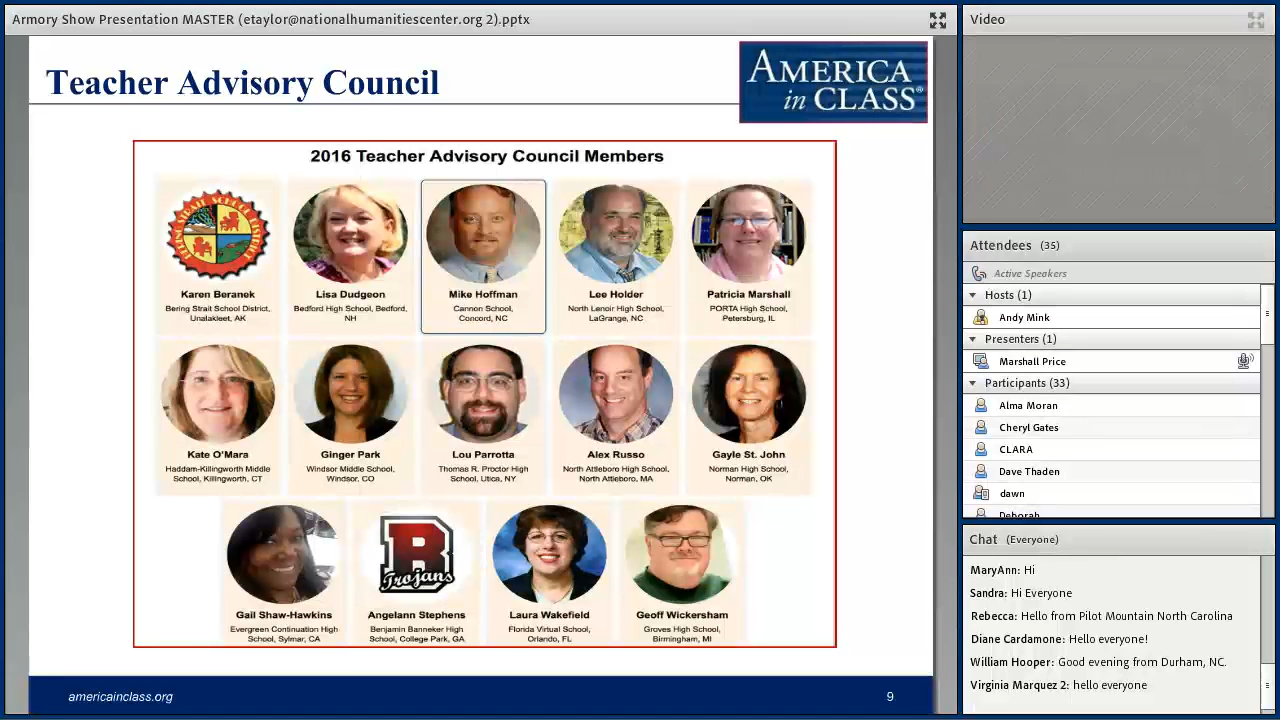 Armory Show Presentation MASTER (etaylor@nationalhumanitiescenter.org 2).pptx
Teacher Advisory Council
AMERICA
in CLASS®
2016 Teacher Advisory Council Members
BERING STRAIT SCHOOL DISTRICT
Karen Beranek
Bering Strait School District,
Unalakleet, AK
Lisa Dudgeon
Bedford High School, Bedford,
NH
Mike Hoffman
Cannon School,
Concord, NC
Lee Holder
North Lenoir High School,
LaGrange, NC
Patricia Marshall
PORTA High School,
Petersburg, IL
Kate O'Mara
Haddam-Killingworth Middle
School, Killingworth, CT
Ginger Park
Windsor Middle School,
Windsor, CO
Lou Parrotta
Thomas R. Proctor High
School, Utica, NY
Alex Russo
North Attleboro High School,
North Attleboro, MA
Gayle St. John
Norman High School,
Norman, OK
Gail Shaw-Hawkins
Evergreen Continuation High
School, Sylmar, CA
B
Trojans
Angelann Stephens
Benjamin Banneker High
School, College Park, GA
Laura Wakefield
Florida Virtual School,
Orlando, FL
Geoff Wickersham
Groves High School,
Birmingham, MI
americainclass.org
9
Video
Attendees (35)
Active Speakers
Hosts (1)
Andy Mink
Presenters (1)
Marshall Price
Participants (33)
Alma Moran
Cheryl Gates
CLARA
Dave Thaden
dawn
Deborah
Chat (Everyone)
MaryAnn: Hi
Sandra: Hi Everyone
Rebecca: Hello from Pilot Mountain North Carolina
Diane Cardamone: Hello everyone!
William Hooper: Good evening from Durham, NC.
Virginia Marquez 2: hello everyone